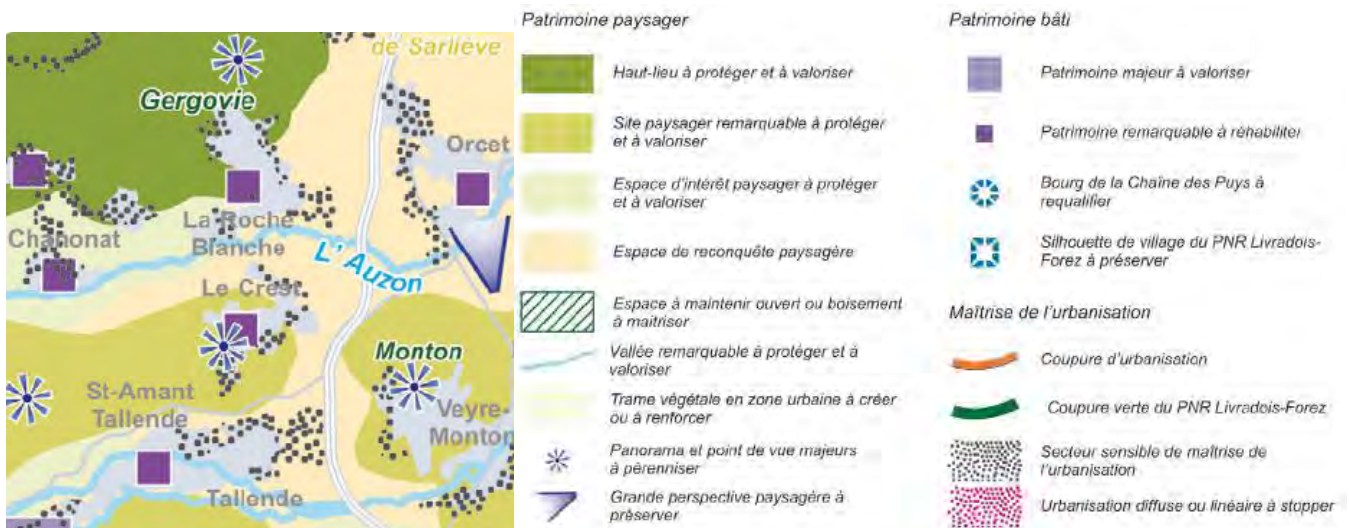 de Sarliève
Gergovie
Orcet
La Roche
Blanche
Chanonat
L' Auzon
Le Crest
Monton
St-Amant
Tallende
Veyre-
Monton
Tallende
Patrimoine paysager
Haut-lieu à protéger et à valoriser
Site paysager remarquable à protéger
et à valoriser
Espace d'intérêt paysager à protéger
et à valoriser
Espace de reconquête paysagère
Espace à maintenir ouvert ou boisement
à maitriser
Vallée remarquable à protéger et à
valoriser
Trame végétale en zone urbaine à créer
ou à renforcer
Panorama et point de vue majeurs
à pérenniser
Grande perspective paysagère à
préserver
Patrimoine bâti
Patrimoine majeur à valoriser
Patrimoine remarquable à réhabiliter
Bourg de la Chaîne des Puys à
requalifier
Silhouette de village du PNR Livradois-
Forez à préserver
Maîtrise de l'urbanisation
Coupure d'urbanisation
Coupure verte du PNR Livradois-Forez
Secteur sensible de maîtrise de
l'urbanisation
Urbanisation diffuse ou linéaire à stopper